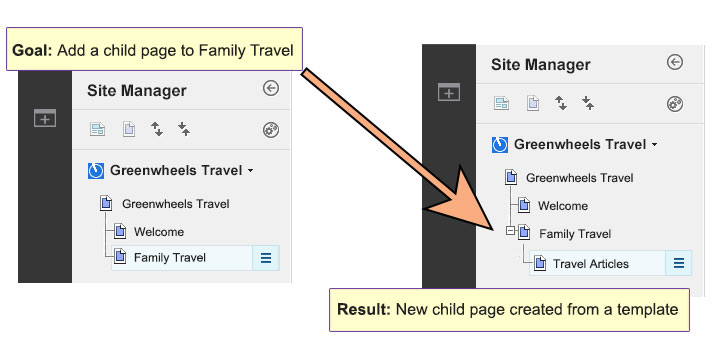 Goal: Add a child page to Family Travel
Site Manager
Greenwheels Travel
Greenwheels Travel
Welcome
Family Travel
Site Manager
Greenwheels Travel
Greenwheels Travel
Welcome
Family Travel
Travel Articles
Result: New child page created from a template